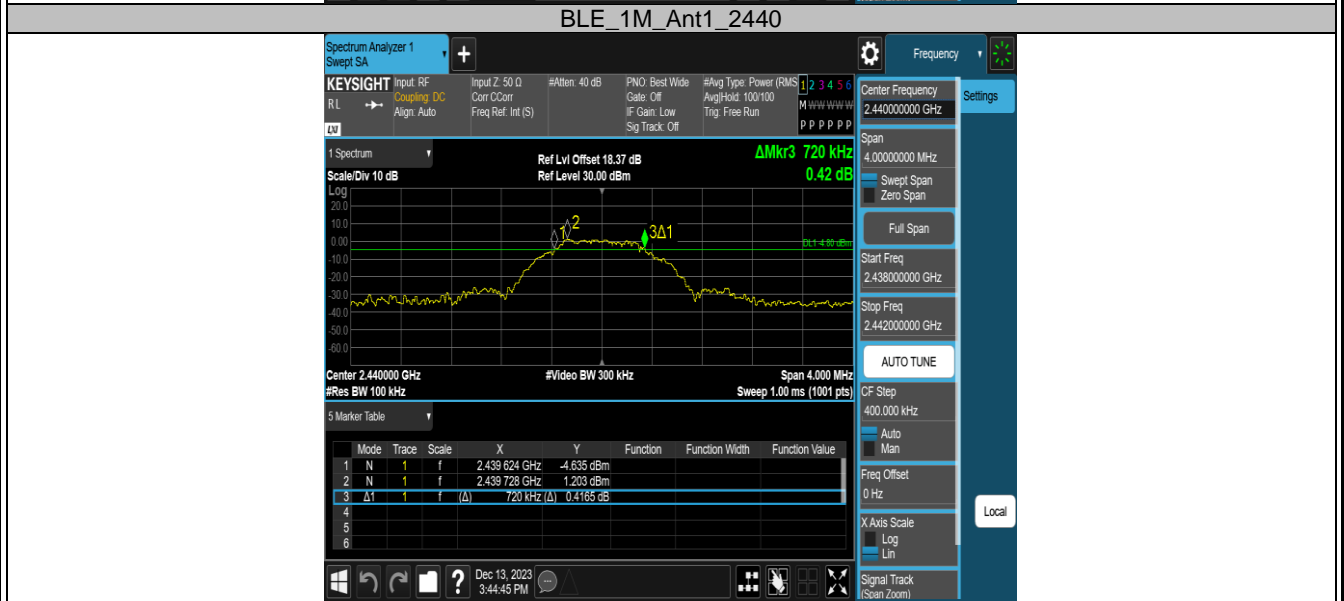 BLE_1M_Ant1_2440
Spectrum Analyzer 1
Swept SA
+
Frequency
KEYSIGHT Input: RF
RL
Coupling: DC
Align: Auto
LXI
Input Z: 50 Ω
Corr CCorr
Freq Ref: Int (S)
#Atten: 40 dB
PNO: Best Wide
Gate: Off
IF Gain: Low
Sig Track: Off
#Avg Type: Power (RMS
Avg|Hold: 100/100
Trig: Free Run
1 2 3 4 5 6
M W W W W W
P P P P P P
1 Spectrum
Scale/Div 10 dB
Ref Lvl Offset 18.37 dB
Ref Level 30.00 dBm
ΔMkr3 720 kHz
0.42 dB
Log
20.0
10.0
0.00
-10.0
-20.0
-30.0
-40.0
-50.0
-60.0
1
2
3Δ1
DL1 -4.80 dBm
Center 2.440000 GHz
#Res BW 100 kHz
#Video BW 300 kHz
Span 4.000 MHz
Sweep 1.00 ms (1001 pts)
5 Marker Table
Mode Trace Scale X Y Function Function Width Function Value
1 N 1 f 2.439 624 GHz -4.635 dBm
2 N 1 f 2.439 728 GHz 1.203 dBm
3 Δ1 1 f (Δ) 720 kHz (Δ) 0.4165 dB
4
5
6
Dec 13, 2023
3:44:45 PM
Center Frequency
2.440000000 GHz
Settings
Span
4.00000000 MHz
Swept Span
Zero Span
Full Span
Start Freq
2.438000000 GHz
Stop Freq
2.442000000 GHz
AUTO TUNE
CF Step
400.000 kHz
Auto
Man
Freq Offset
0 Hz
X Axis Scale
Log
Lin
Local
Signal Track
(Span Zoom)